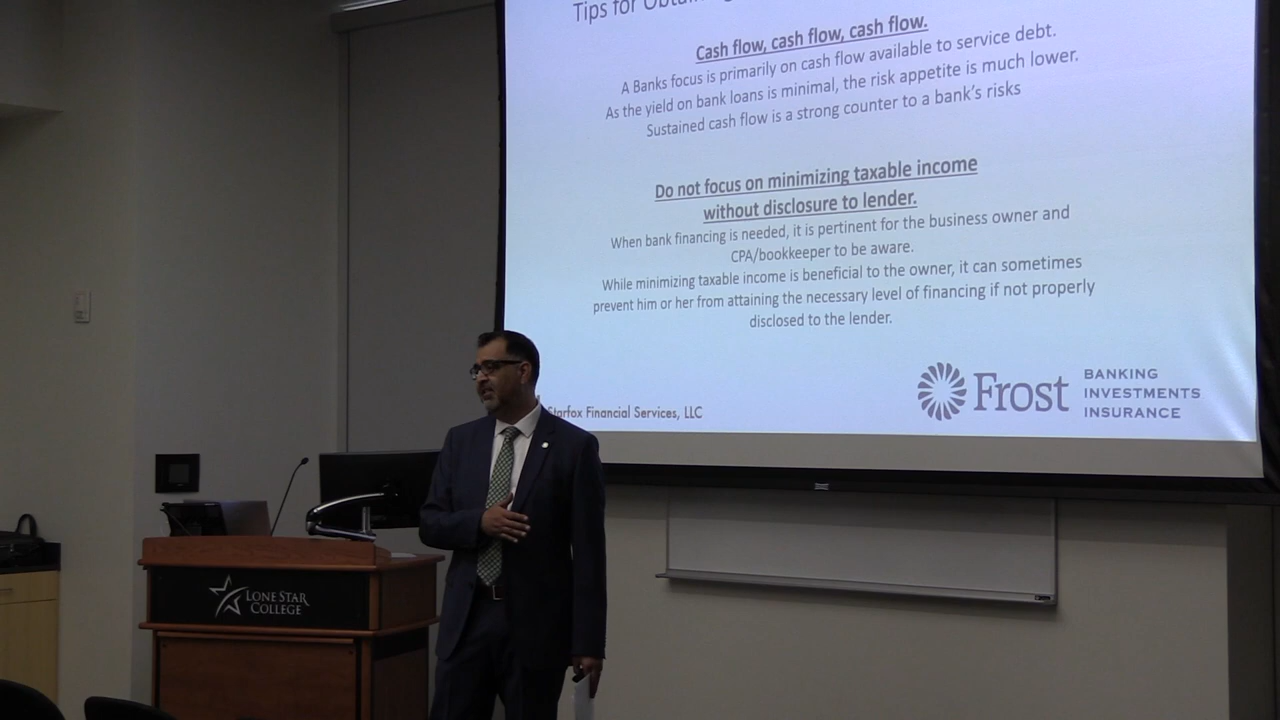 Tips for
Cash flow, cash flow, cash flow.
A Banks focus is primarily on cash flow available to service debt.
As the yield on bank loans is minimal, the risk appetite is much lower.
Sustained cash flow is a strong counter to a bank's risks
Do not focus on minimizing taxable income
without disclosure to lender.
When bank financing is needed, it is pertinent for the business owner and
CPA/bookkeeper to be aware.
While minimizing taxable income is beneficial to the owner, it can sometimes
prevent him or her from attaining the necessary level of financing if not properly
disclosed to the lender.
Starfox Financial Services, LLC
Frost
BANKING
INVESTMENTS
INSURANCE
LONE STAR
COLLEGE